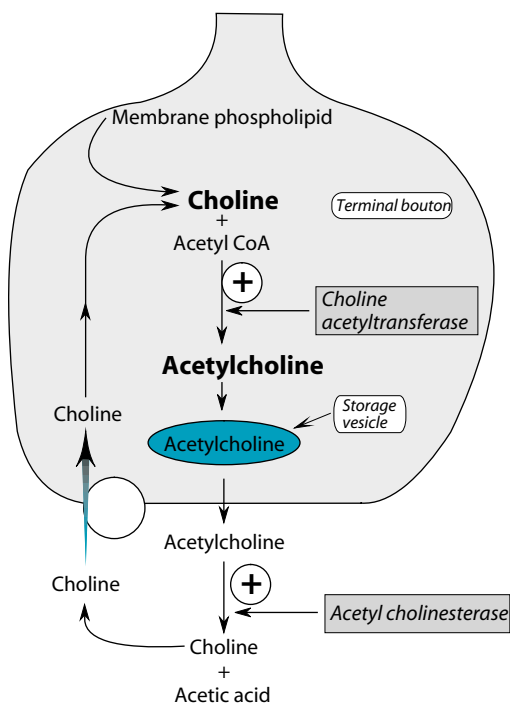 Membrane phospholipid
Choline
+
Acetyl CoA
Terminal bouton
+
Choline
acetyltransferase
Acetylcholine
Storage
vesicle
Choline
Acetylcholine
Acetylcholine
+
Choline
Acetyl cholinesterase
Choline
+
Acetic acid